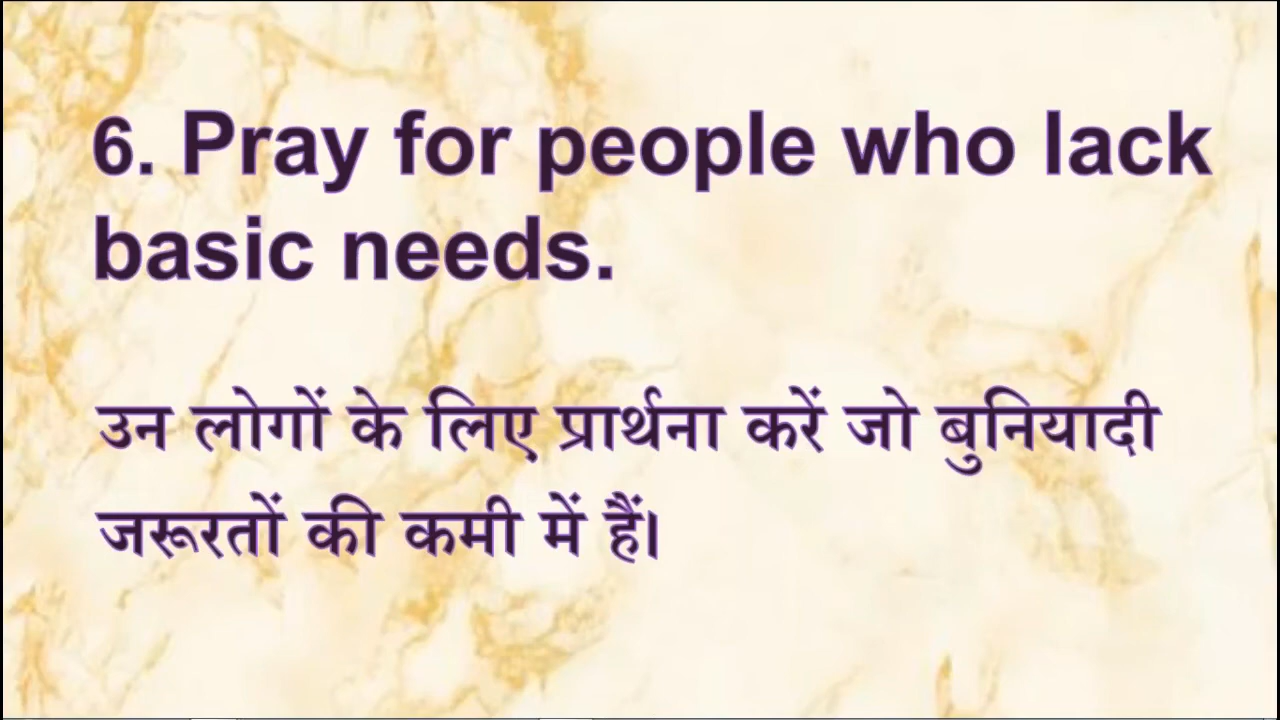 6. Pray for people who lack
basic needs.
उन लोगों के लिए प्रार्थना करें जो बुनियादी
जरूरतों की कमी में हैं।